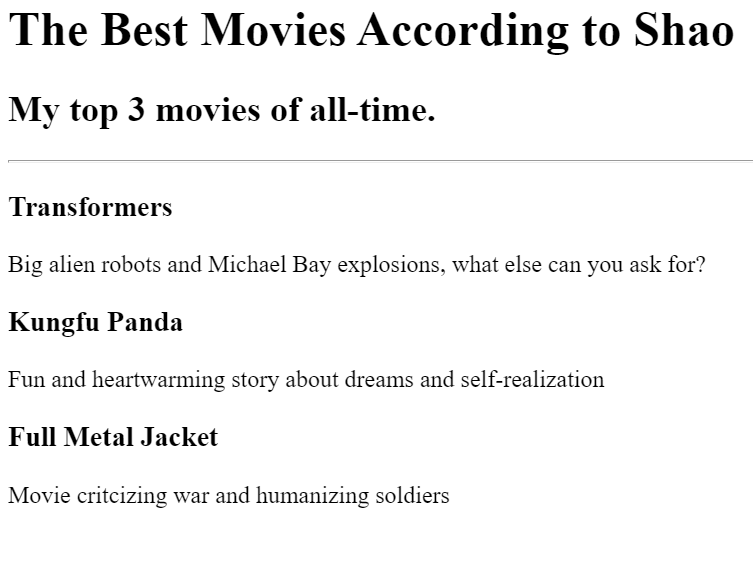 The Best Movies According to Shao
My top 3 movies of all-time.
Transformers
Big alien robots and Michael Bay explosions, what else can you ask for?
Kungfu Panda
Fun and heartwarming story about dreams and self-realization
Full Metal Jacket
Movie critcizing war and humanizing soldiers